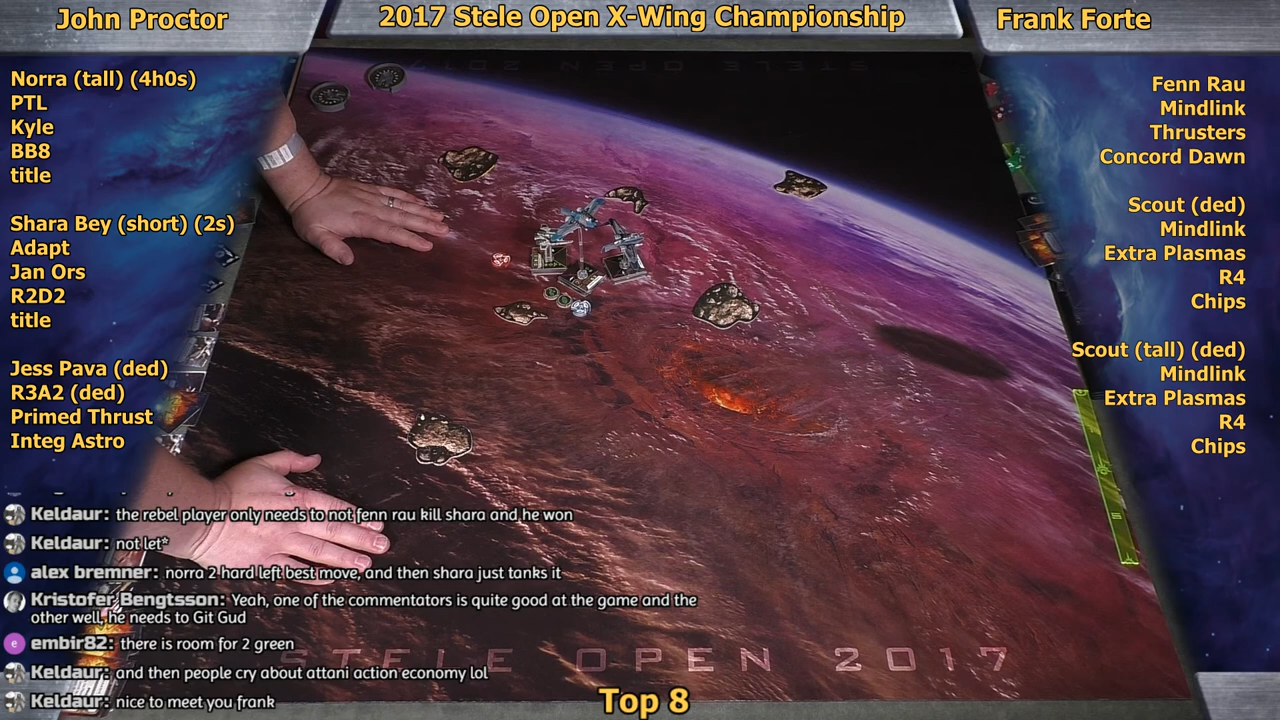 John Proctor
2017 Stele Open X-Wing Championship
Frank Forte
Norra (tall) (4h0s)
PTL
Kyle
BB8
title
Shara Bey (short) (2s)
Adapt
Jan Ors
R2D2
title
Jess Pava (ded)
R3A2 (ded)
Primed Thrust
Integ Astro
Fenn Rau
Mindlink
Thrusters
Concord Dawn
Scout (ded)
Mindlink
Extra Plasmas
R4
Chips
Scout (tall) (ded)
Mindlink
Extra Plasmas
R4
Chips
Keldaur: the rebel player only needs to not fenn rau kill shara and he won
Keldaur: not let*
alex bremner: norra 2 hard left best move, and then shara just tanks it
Kristofer Bengtsson: Yeah, one of the commentators is quite good at the game and the
other well, he needs to Git Gud
e embir82: there is room for 2 green
Keldaur: and then people cry about attani action economy lol
Keldaur: nice to meet you frank
STELE OPEN 2017
STELE OPEN 2017
Top 8